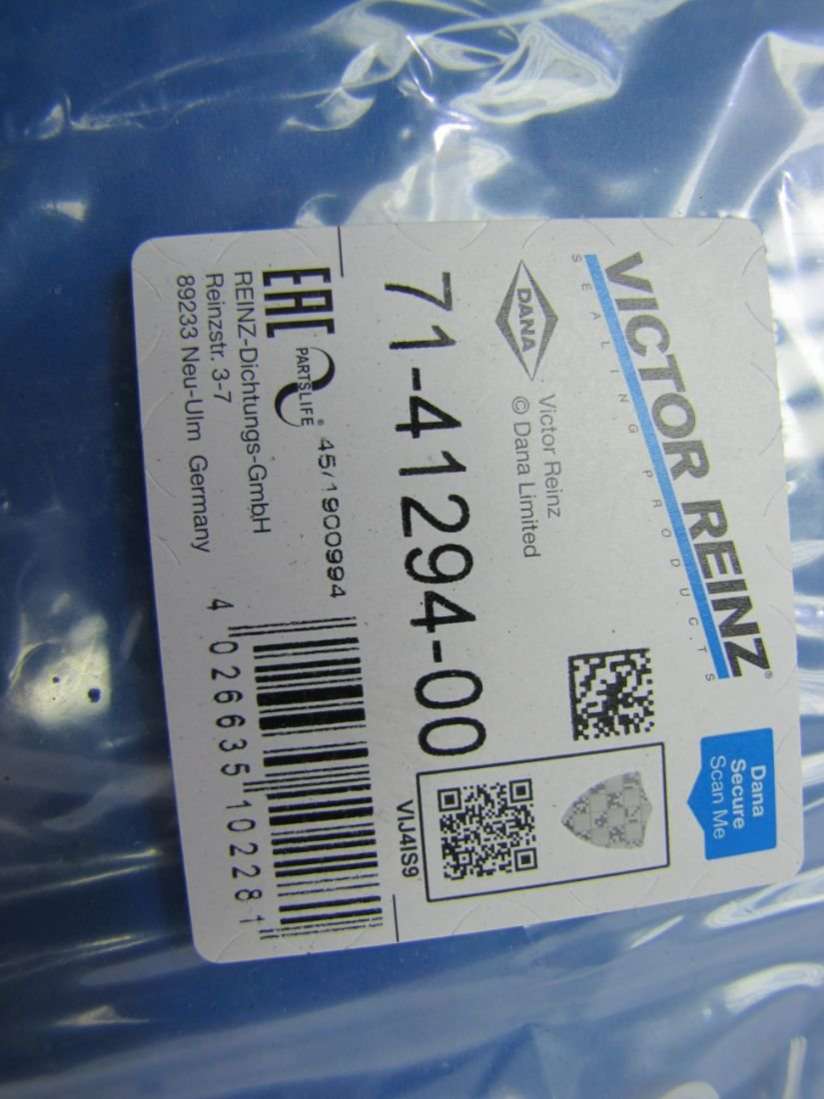 VICTOR REINZ®
SEALING PRODUCTS
Dana
Secure
Scan Me
DANA
Victor Reinz
© Dana Limited
71-41294-00
VIJ4IS9
EAC
PARTSLIFE®
45/1900994
REINZ-Dichtungs-GmbH
Reinzstr. 3-7
89233 Neu-Ulm Germany
4 026635 102281